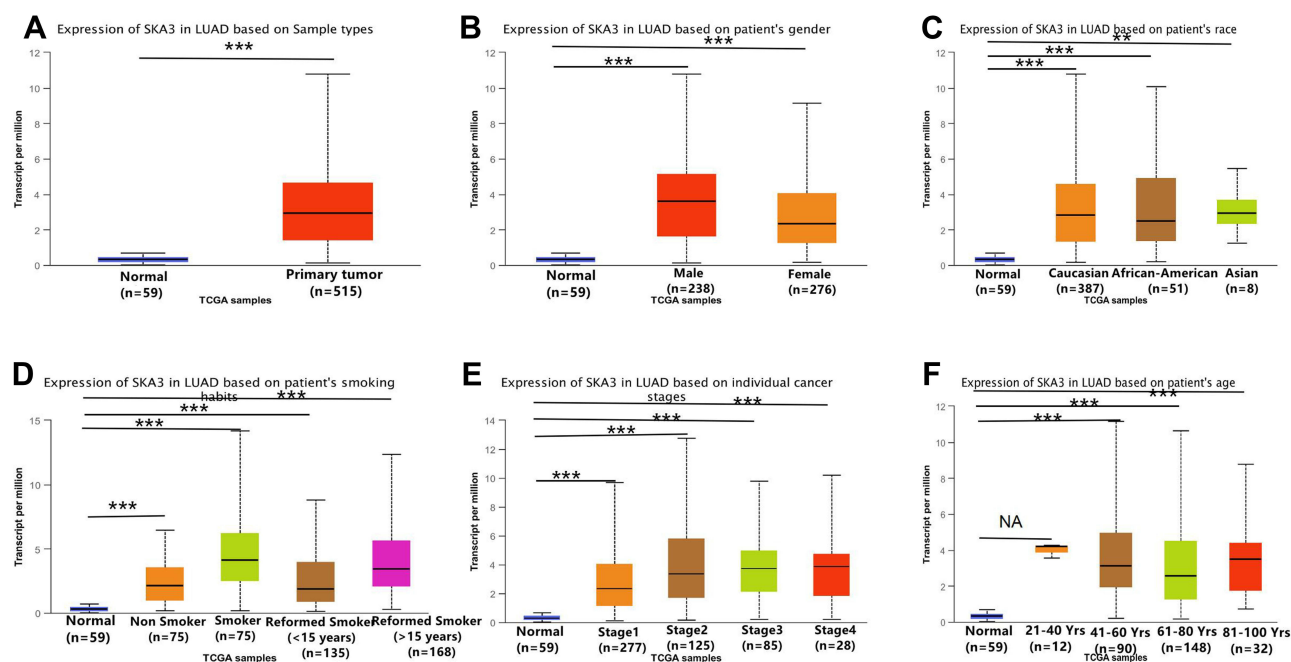 A
Expression of SKA3 in LUAD based on Sample types
***
Transcript per million
12
10
8
6
4
2
0
Normal
(n=59)
Primary tumor
(n=515)
TCGA samples
B
Expression of SKA3 in LUAD based on patient's gender
***
***
Transcript per million
12
10
8
6
4
2
0
Normal
(n=59)
Male
(n=238)
Female
(n=276)
TCGA samples
C
Expression of SKA3 in LUAD based on patient's race
**
***
***
Transcript per million
12
10
8
6
4
2
0
Normal
(n=59)
Caucasian
(n=387)
African-American
(n=51)
Asian
(n=8)
TCGA samples
D
Expression of SKA3 in LUAD based on patient's smoking
habits
***
***
***
***
Transcript per million
15
10
5
0
Normal
(n=59)
Non Smoker
(n=75)
Smoker
(n=75)
Reformed Smoker
(<15 years)
(n=135)
Reformed Smoker
(>15 years)
(n=168)
TCGA samples
E
Expression of SKA3 in LUAD based on individual cancer
stages
***
***
***
***
Transcript per million
14
12
10
8
6
4
2
0
Normal
(n=59)
Stage1
(n=277)
Stage2
(n=125)
Stage3
(n=85)
Stage4
(n=28)
TCGA samples
F
Expression of SKA3 in LUAD based on patient's age
***
***
***
NA
Transcript per million
12
10
8
6
4
2
0
Normal
(n=59)
21-40 Yrs
(n=12)
41-60 Yrs
(n=90)
61-80 Yrs
(n=148)
81-100 Yrs
(n=32)
TCGA samples